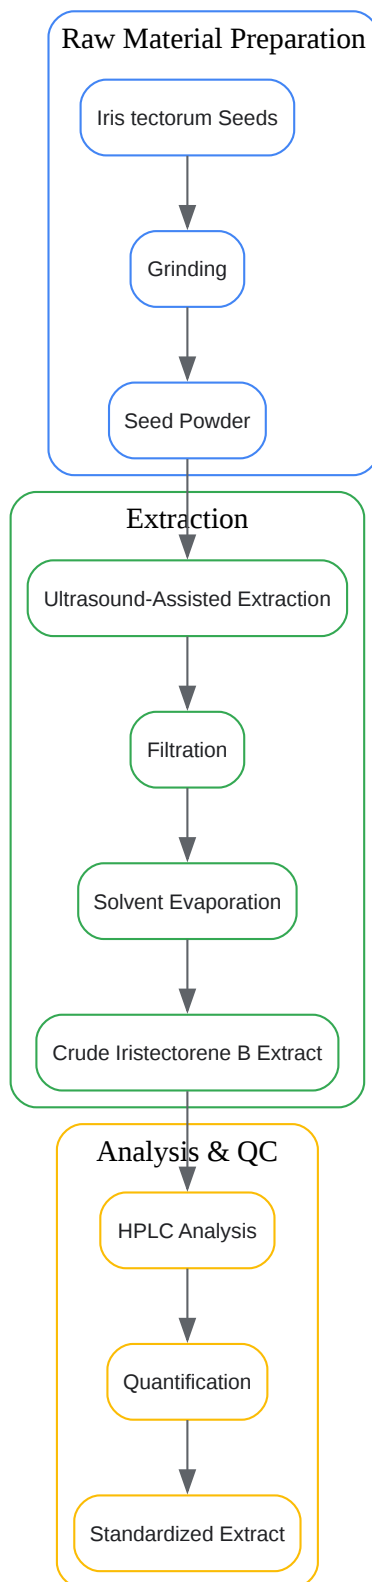 Raw Material Preparation
Iris tectorum Seeds
Grinding
Seed Powder
Extraction
Ultrasound-Assisted Extraction
Filtration
Solvent Evaporation
Crude Iristectorene B Extract
Analysis & QC
HPLC Analysis
Quantification
Standardized Extract